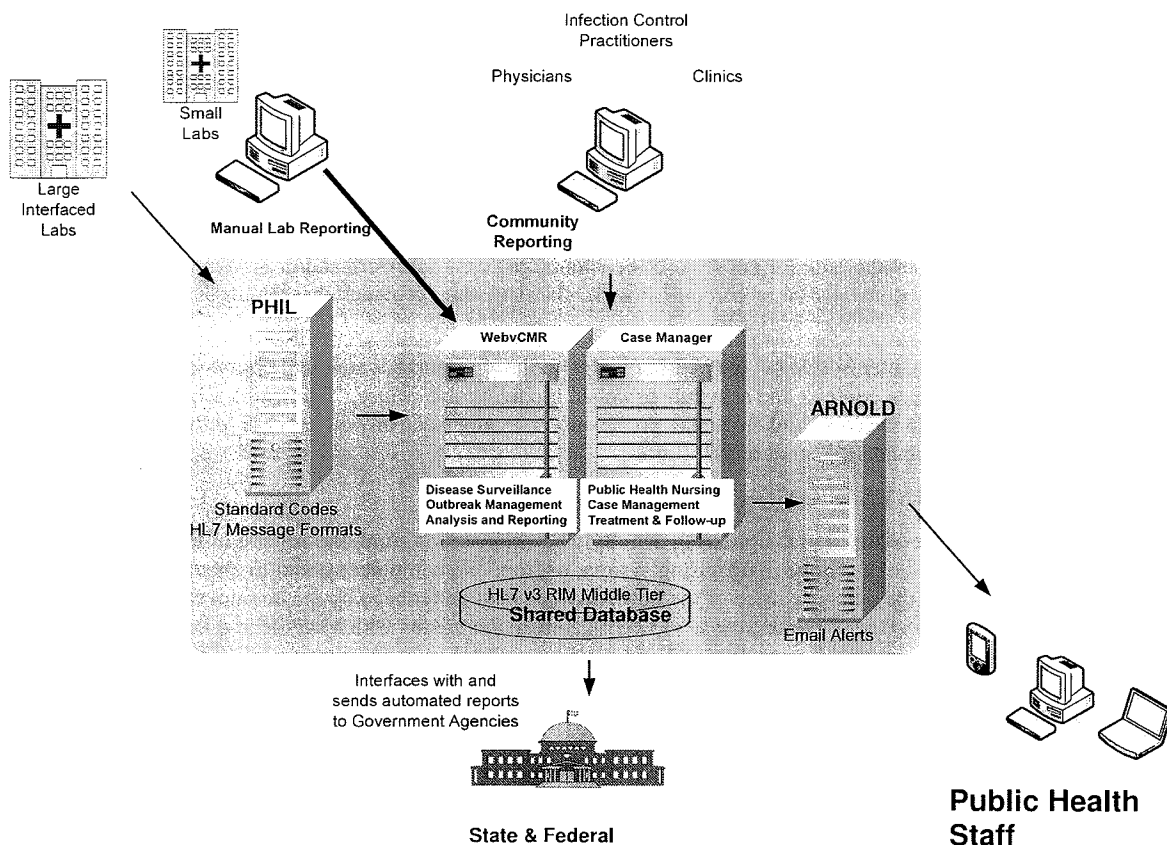 Infection Control
Practitioners
Physicians
Clinics
Small
Labs
Large
Interfaced
Labs
Manual Lab Reporting
Community
Reporting
PHIL
WebvCMR
Case Manager
ARNOLD
Disease Surveillance
Outbreak Management
Analysis and Reporting
Public Health Nursing
Case Management
Treatment & Follow-up
Standard Codes
HL7 Message Formats
HL7 v3 RIM Middle Tier
Shared Database
Email Alerts
Interfaces with and
sends automated reports
to Government Agencies
State & Federal
Public Health
Staff